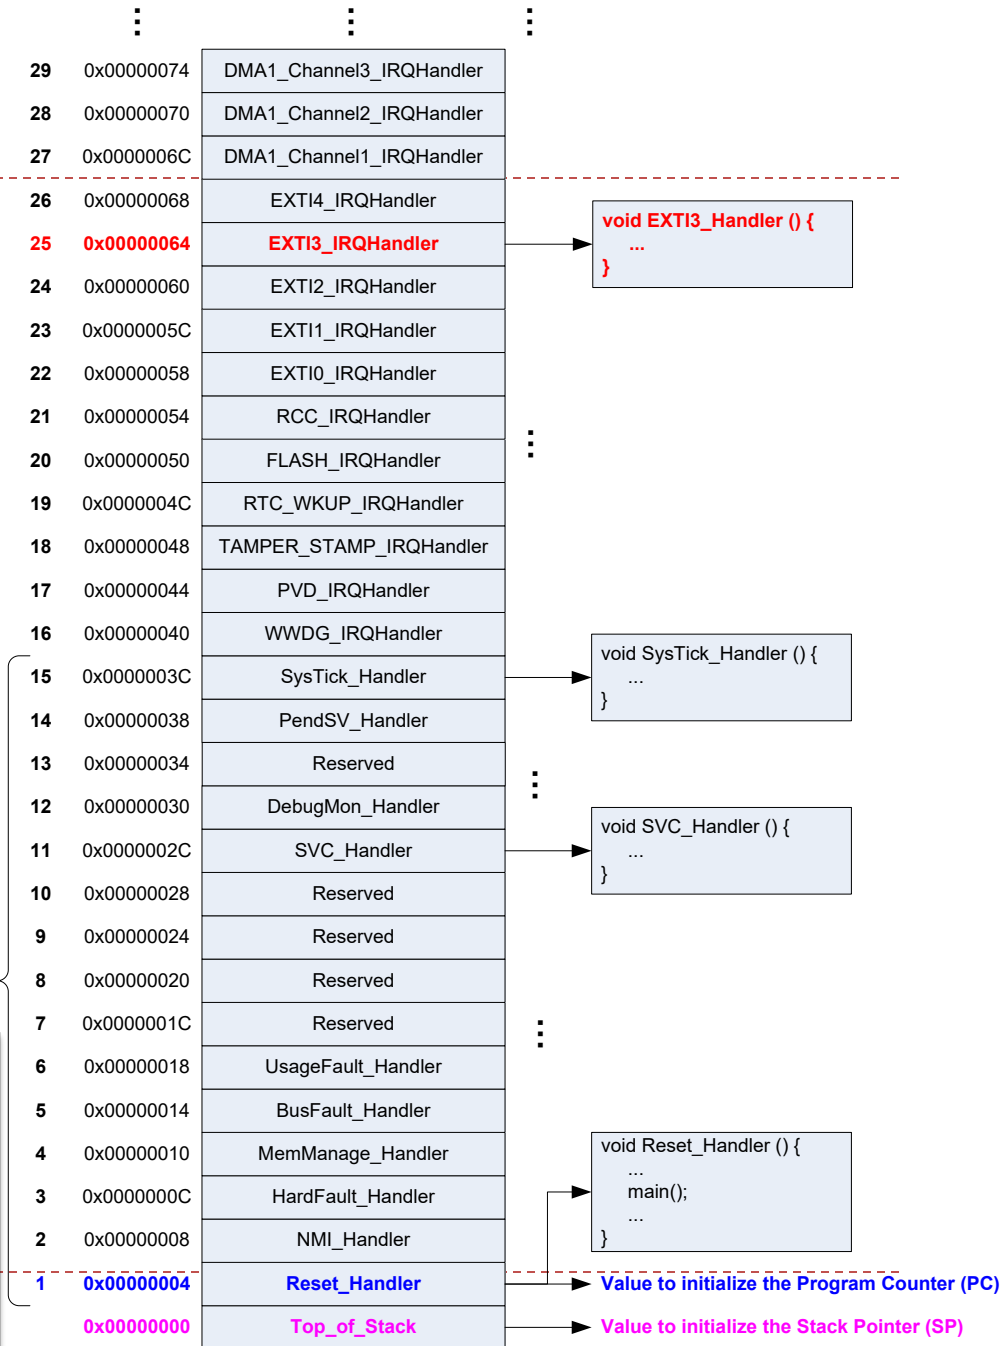 29 0x00000074 DMA1_Channel3_IRQHandler
28 0x00000070 DMA1_Channel2_IRQHandler
27 0x0000006C DMA1_Channel1_IRQHandler
26 0x00000068 EXTI4_IRQHandler
25 0x00000064 EXTI3_IRQHandler
void EXTI3_Handler () {
...
}
24 0x00000060 EXTI2_IRQHandler
23 0x0000005C EXTI1_IRQHandler
22 0x00000058 EXTI0_IRQHandler
21 0x00000054 RCC_IRQHandler
20 0x00000050 FLASH_IRQHandler
19 0x0000004C RTC_WKUP_IRQHandler
18 0x00000048 TAMPER_STAMP_IRQHandler
17 0x00000044 PVD_IRQHandler
16 0x00000040 WWDG_IRQHandler
15 0x0000003C SysTick_Handler
void SysTick_Handler () {
...
}
14 0x00000038 PendSV_Handler
13 0x00000034 Reserved
12 0x00000030 DebugMon_Handler
11 0x0000002C SVC_Handler
void SVC_Handler () {
...
}
10 0x00000028 Reserved
9 0x00000024 Reserved
8 0x00000020 Reserved
7 0x0000001C Reserved
6 0x00000018 UsageFault_Handler
5 0x00000014 BusFault_Handler
4 0x00000010 MemManage_Handler
3 0x0000000C HardFault_Handler
2 0x00000008 NMI_Handler
void Reset_Handler () {
...
main();
...
}
1 0x00000004 Reset_Handler Value to initialize the Program Counter (PC)
0x00000000 Top_of_Stack Value to initialize the Stack Pointer (SP)